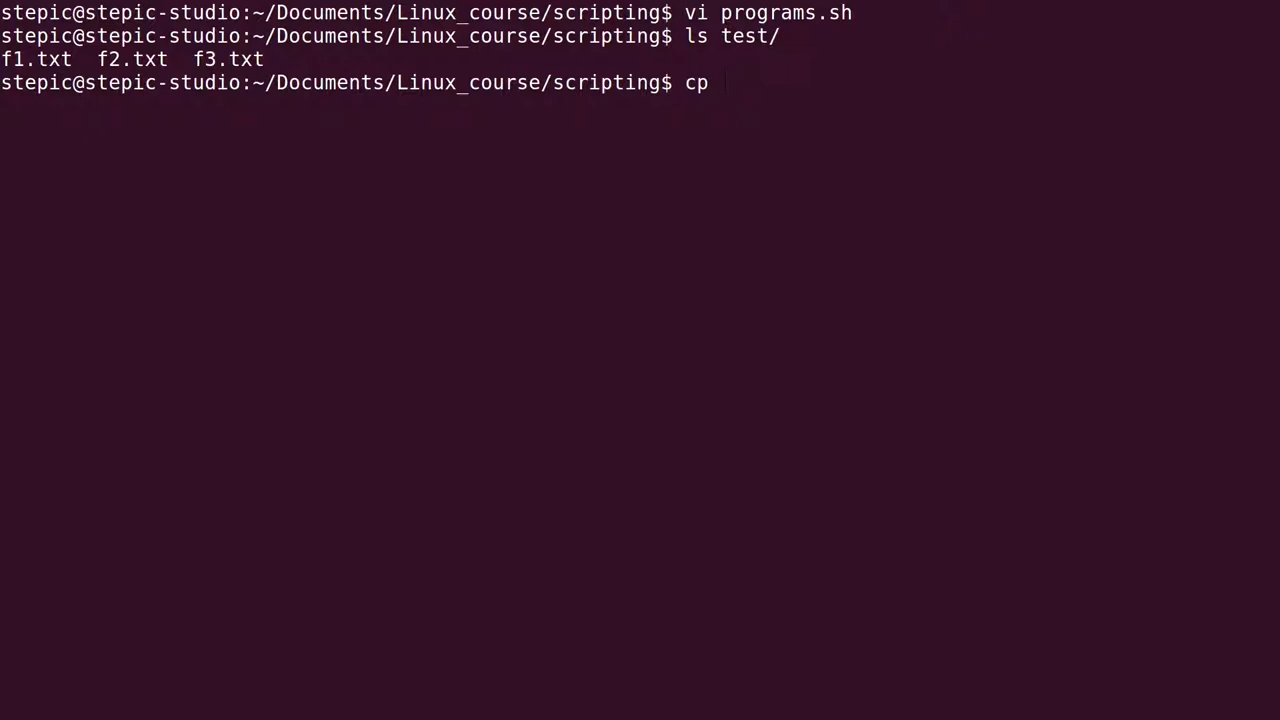 stepic@stepic-studio:~/Documents/Linux_course/scripting$ vi programs.sh
stepic@stepic-studio:~/Documents/Linux_course/scripting$ ls test/
f1.txt  f2.txt  f3.txt
stepic@stepic-studio:~/Documents/Linux_course/scripting$ cp